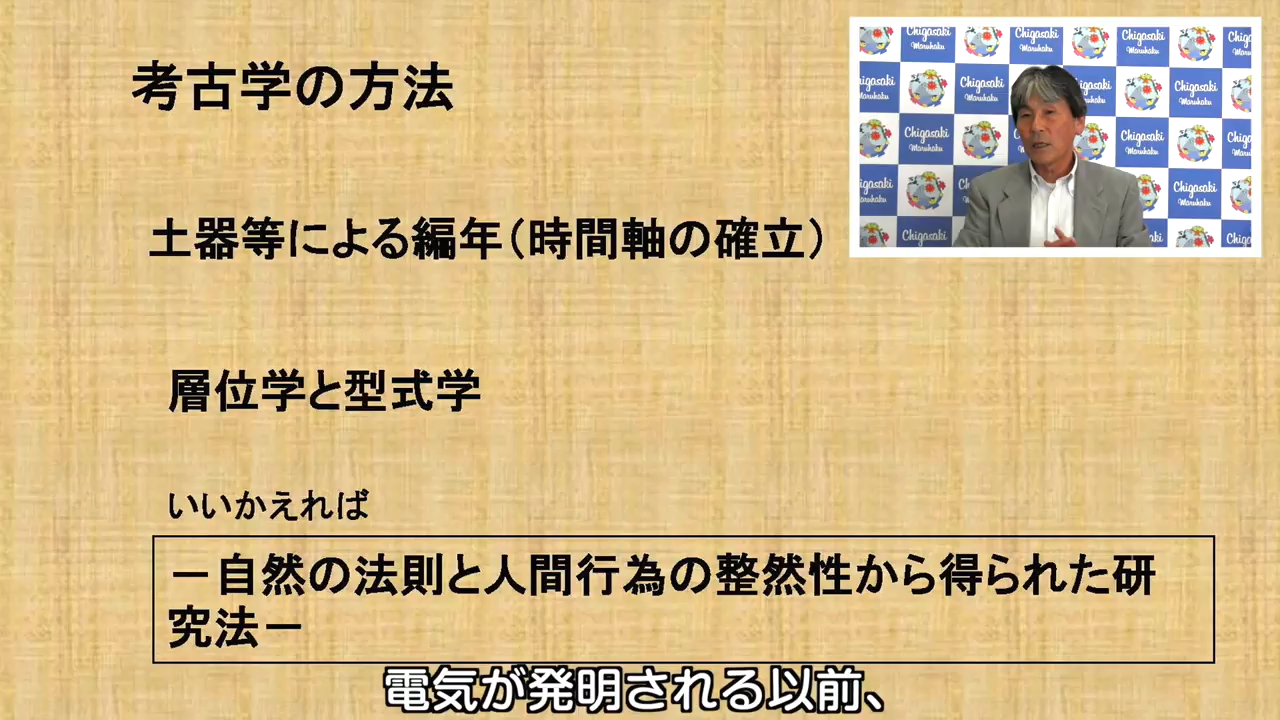 考古学の方法
土器等による編年（時間軸の確立）
層位学と型式学
いいかえれば
－自然の法則と人間行為の整然性から得られた研
究法－
電気が発明される以前、
Chigasaki
Maruhaku